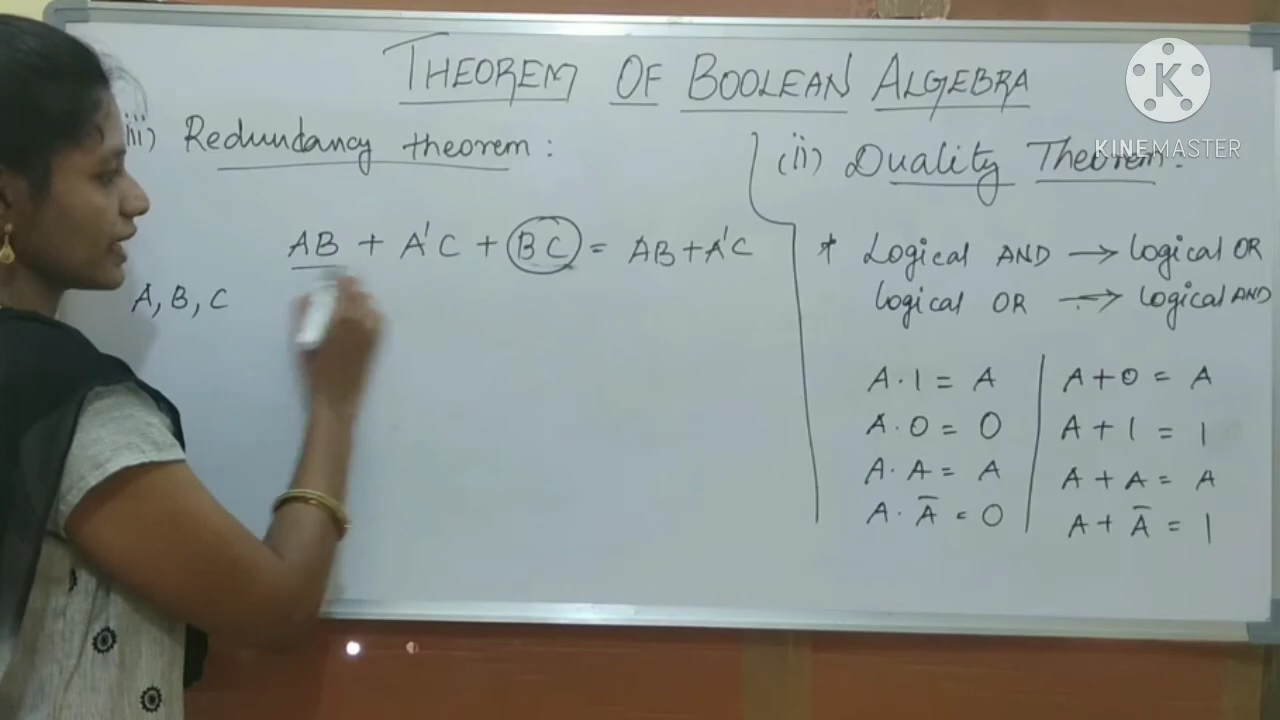 THEOREM OF BOOLEAN ALGEBRA
K
KINEMASTER
iii) Redundancy theorem :
AB + A'C + BC = AB + A'C
A, B, C
(ii) Duality Theorem :
* Logical AND → logical OR
logical OR → logical AND
A . 1 = A | A + 0 = A
A . 0 = 0 | A + 1 = 1
A . A = A | A + A = A
A . A̅ = 0 | A + A̅ = 1